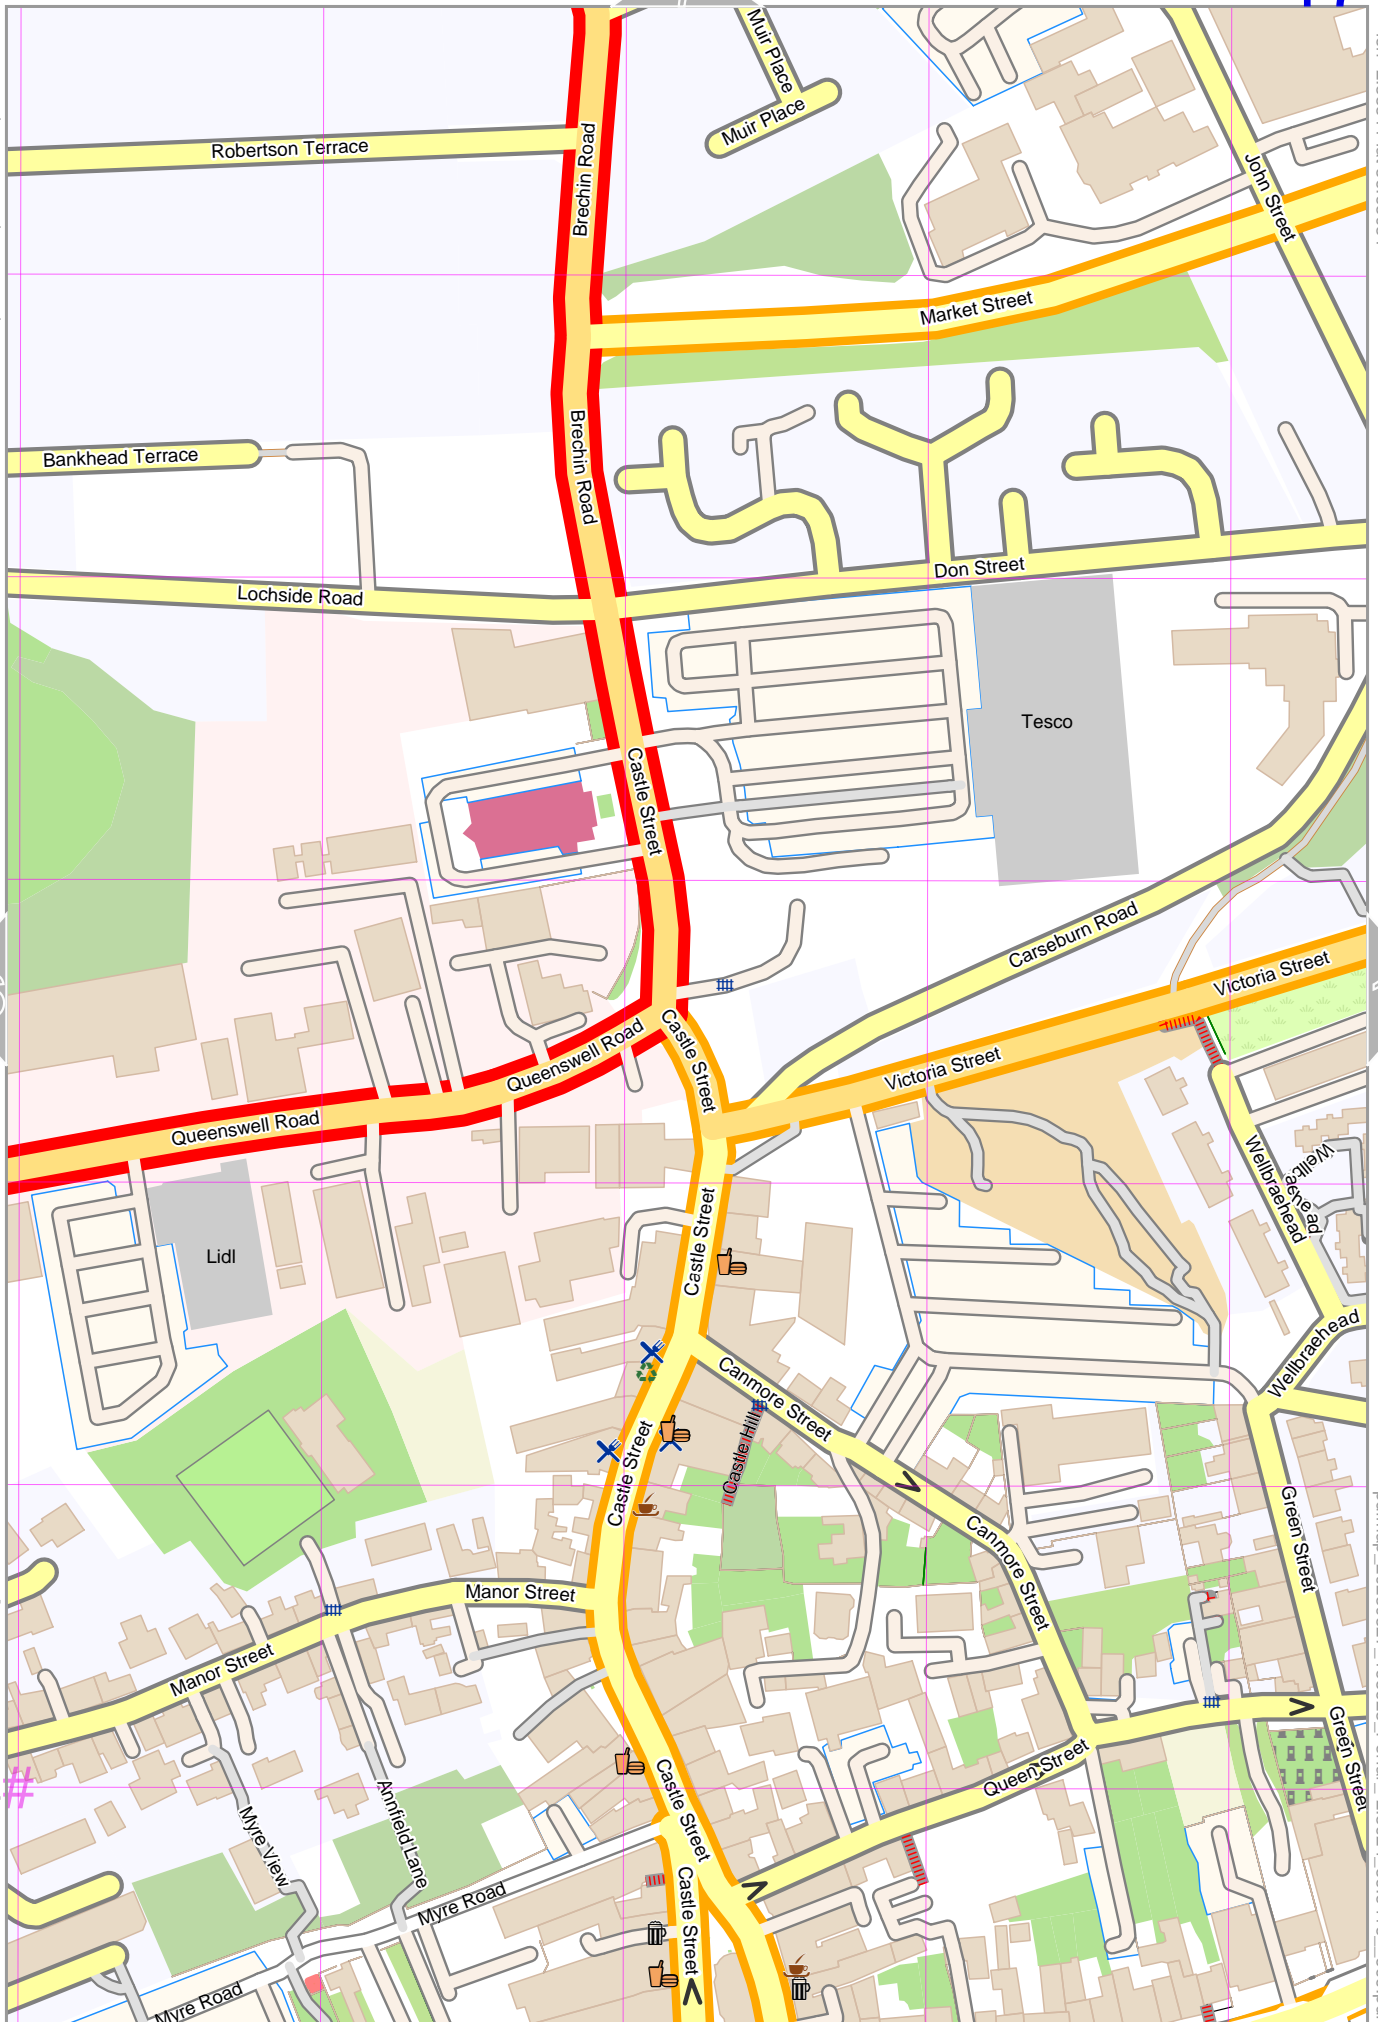 Muir Place
Muir Place
Robertson Terrace
Brechin Road
John Street
Market Street
Brechin Road
Bankhead Terrace
Don Street
Lochside Road
Tesco
Castle Street
Carseburn Road
Victoria Street
Castle Street
Queenswell Road
Victoria Street
Queenswell Road
Wellbraehead
Wellbraehead
Castle Street
Lidl
Wellbraehead
Canmore Street
Castle Hill
Castle Street
Green Street
Canmore Street
Manor Street
Manor Street
Green Street
Queen Street
Castle Street
Annfield Lane
Myre View
Castle Street
Myre Road
Myre Road
#